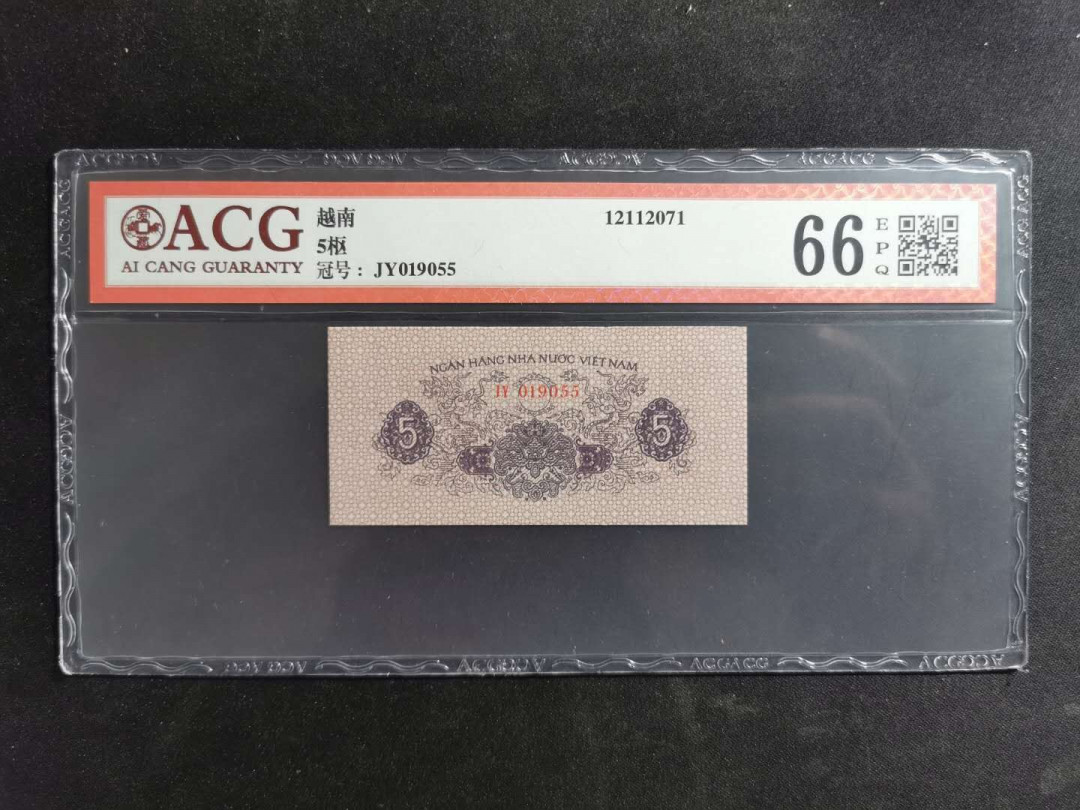 ACG
AI CANG GUARANTY
越南
5枢
冠号：JY019055
12112071
66
EPQ
NGÂN HÀNG NHÀ NƯỚC VIỆT NAM
JY 019055
5
5